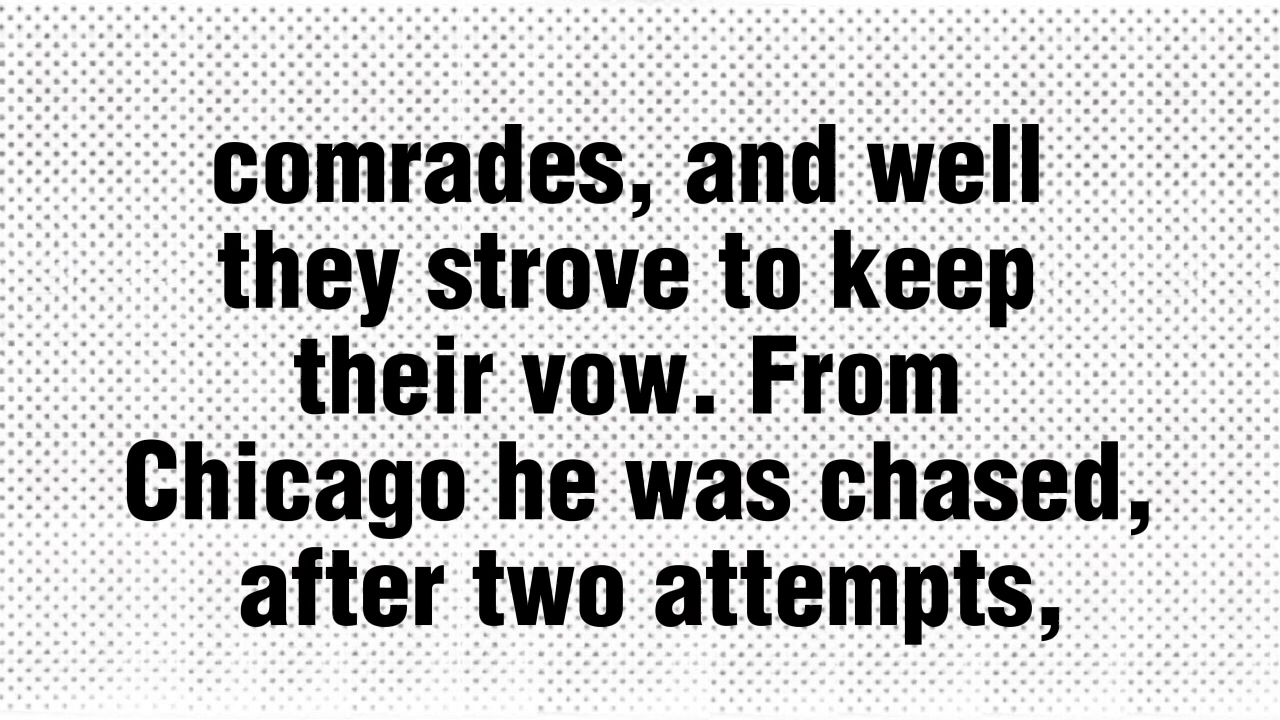 comrades, and well
they strove to keep
their vow. From
Chicago he was chased,
after two attempts,